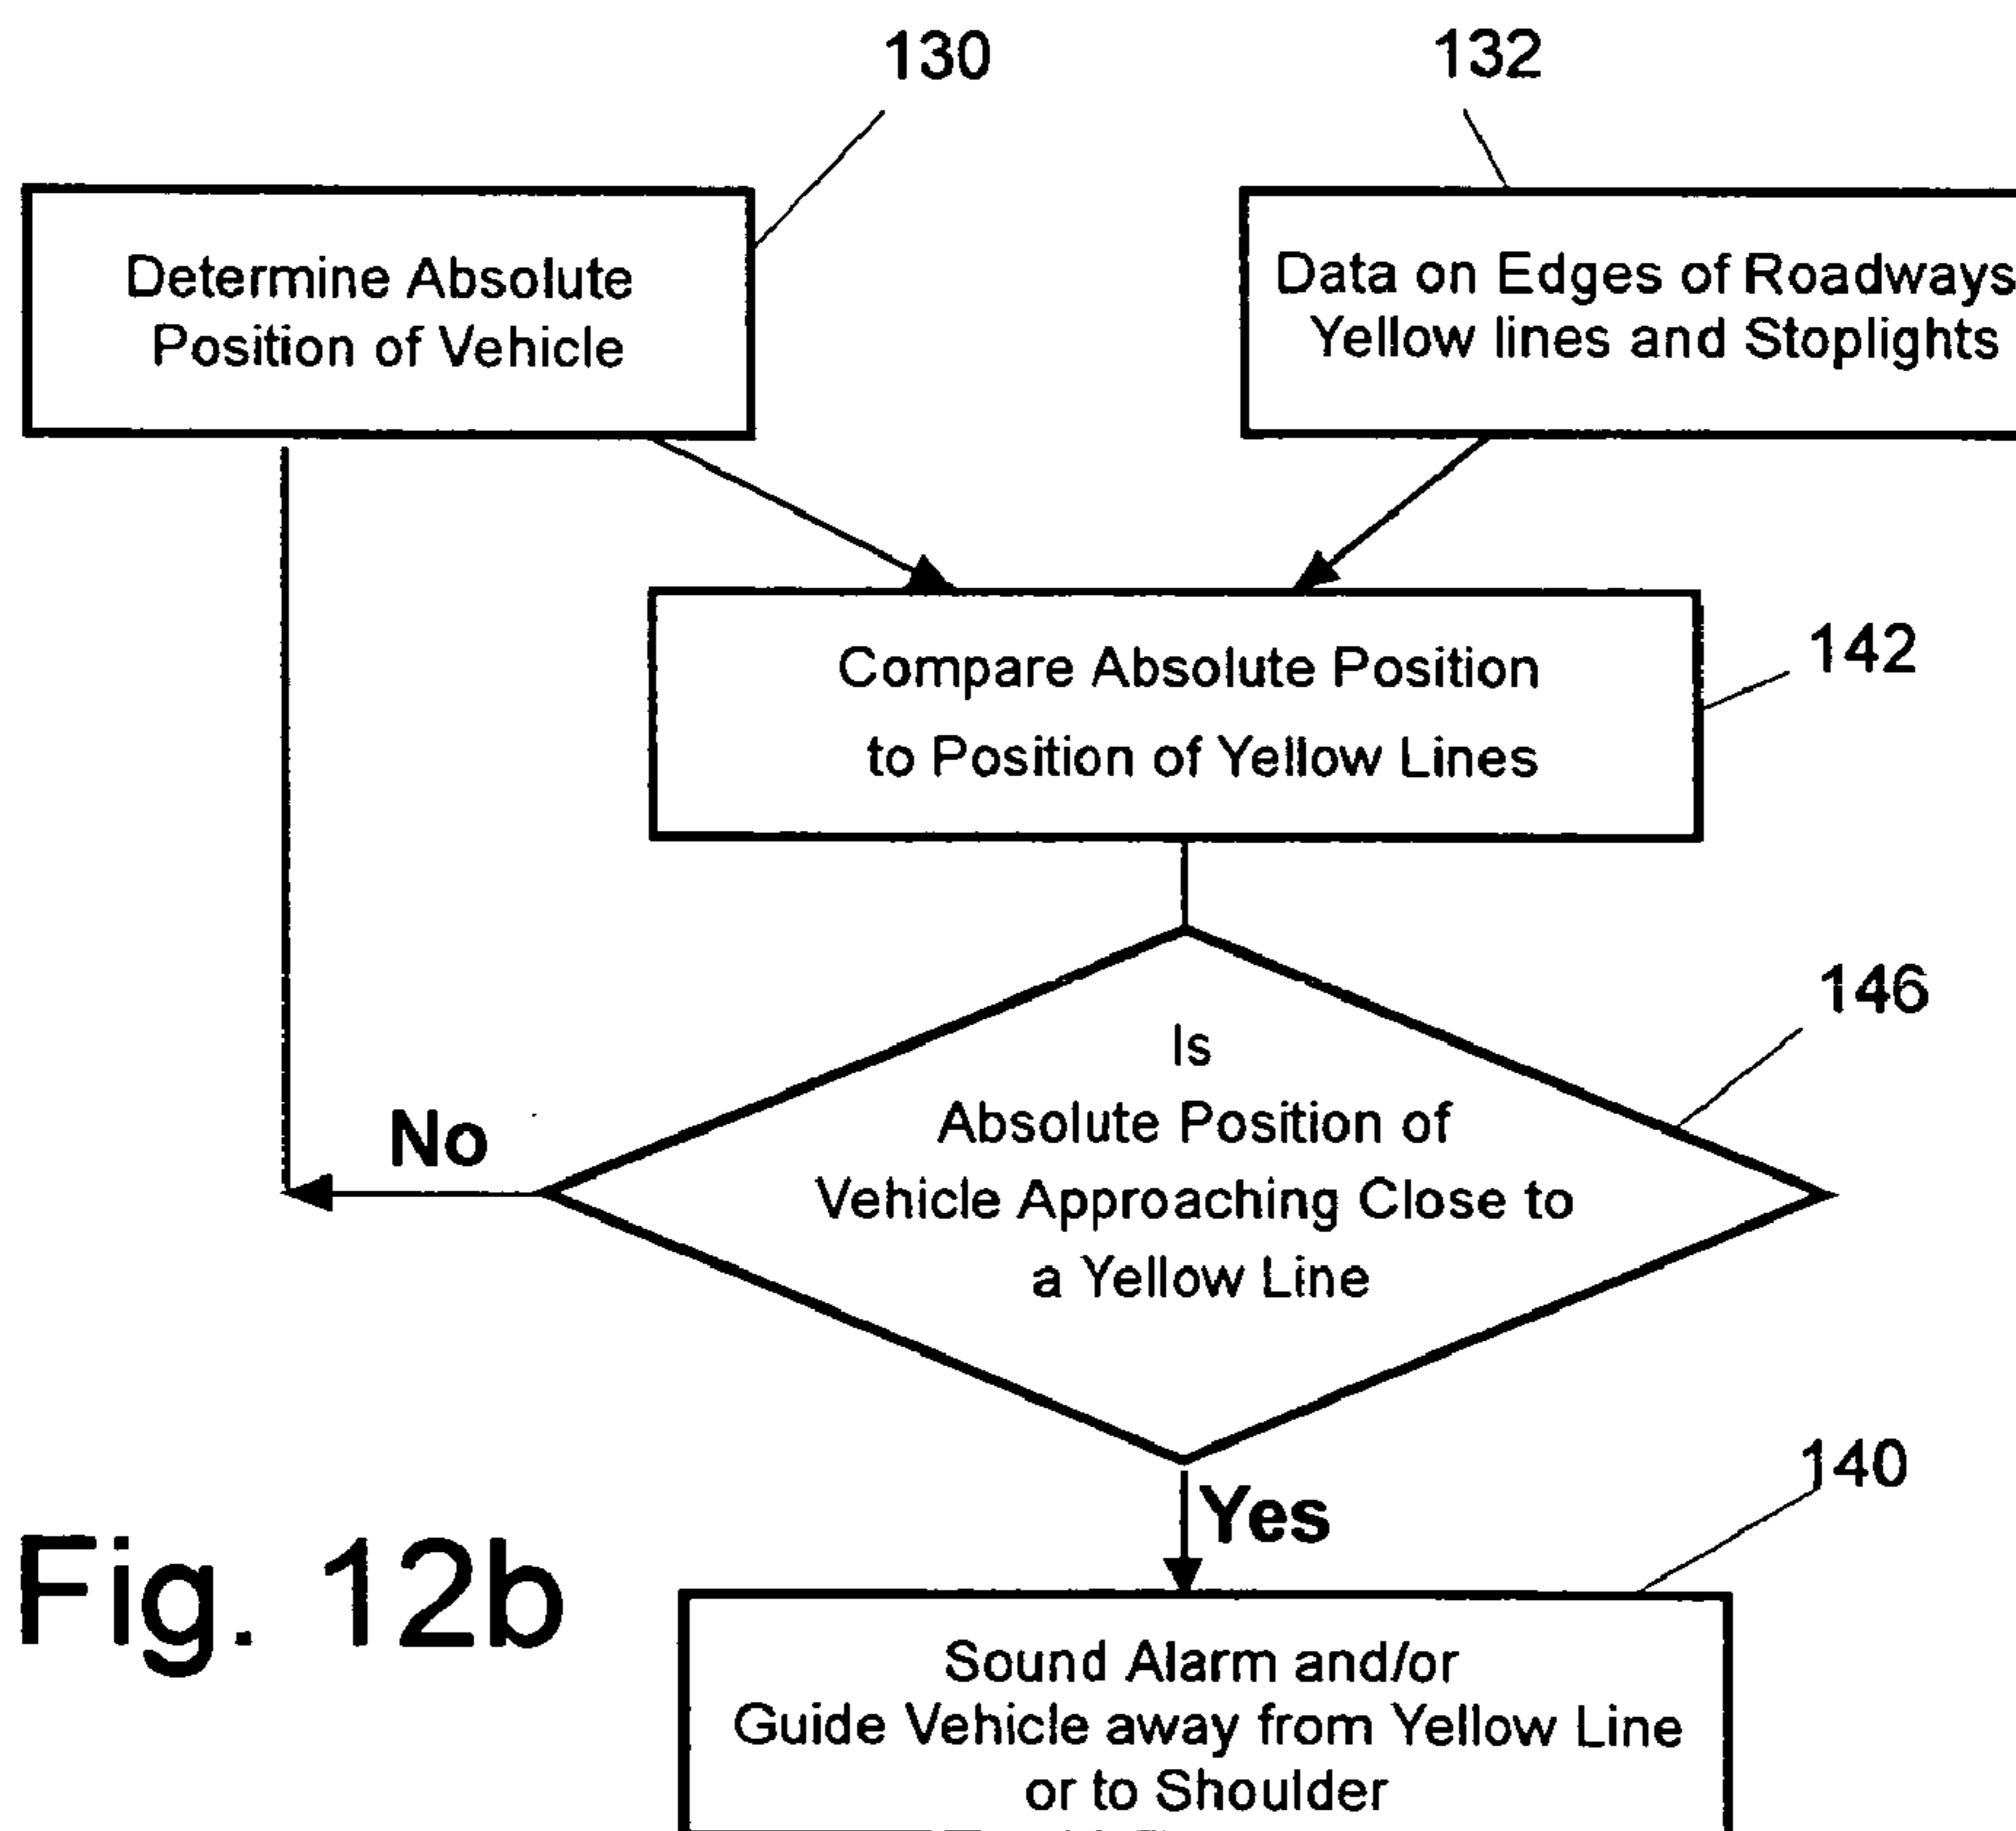 130
132
Determine Absolute
Position of Vehicle
Data on Edges of Roadways
Yellow lines and Stoplights
Compare Absolute Position
to Position of Yellow Lines
142
Is
Absolute Position of
Vehicle Approaching Close to
a Yellow Line
146
No
Yes
140
Sound Alarm and/or
Guide Vehicle away from Yellow Line
or to Shoulder
Fig. 12b